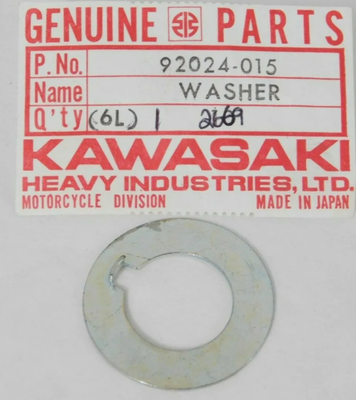 GENUINE PARTS
P.No. 92024-015
Name WASHER
Q'ty (6L) 1 2669
KAWASAKI
HEAVY INDUSTRIES, LTD.
MOTORCYCLE DIVISION MADE IN JAPAN